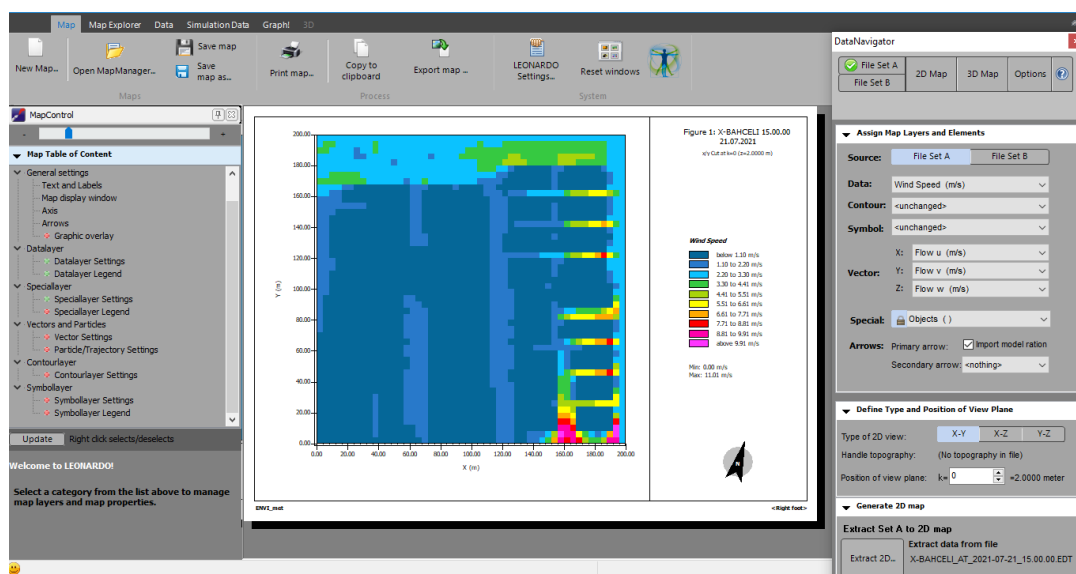 Map Map Explorer Data Simulation Data Graph! 3D
New Map...
Open MapManager...
Save map
Save map as...
Print map...
Copy to clipboard
Export map ...
LEONARDO Settings...
Reset windows
Maps
Process
System
MapControl
- +
Map Table of Content
General settings
Text and Labels
Map display window
Axis
Arrows
Graphic overlay
Datalayer
Datalayer Settings
Datalayer Legend
Speciallayer
Speciallayer Settings
Speciallayer Legend
Vectors and Particles
Vector Settings
Particle/Trajectory Settings
Contourlayer
Contourlayer Settings
Symbollayer
Symbollayer Settings
Symbollayer Legend
Update Right click selects/deselects
Welcome to LEONARDO!
Select a category from the list above to manage
map layers and map properties.
200.00
180.00
160.00
140.00
120.00
100.00
80.00
60.00
40.00
20.00
0.00
Y (m)
0.00 20.00 40.00 60.00 80.00 100.00 120.00 140.00 160.00 180.00 200.00
X (m)
Figure 1: X-BAHCELI 15.00.00
21.07.2021
x/y Cut at k=0 (z=2.0000 m)
Wind Speed
below 1.10 m/s
1.10 to 2.20 m/s
2.20 to 3.30 m/s
3.30 to 4.41 m/s
4.41 to 5.51 m/s
5.51 to 6.61 m/s
6.61 to 7.71 m/s
7.71 to 8.81 m/s
8.81 to 9.91 m/s
above 9.91 m/s
Min: 0.00 m/s
Max: 11.01 m/s
N
ENVI_met
<Right foot>
DataNavigator
File Set A
File Set B
2D Map
3D Map
Options
Assign Map Layers and Elements
Source: File Set A File Set B
Data: Wind Speed (m/s)
Contour: <unchanged>
Symbol: <unchanged>
Vector:
X: Flow u (m/s)
Y: Flow v (m/s)
Z: Flow w (m/s)
Special: Objects ( )
Arrows: Primary arrow: Import model ration
Secondary arrow: <nothing>
Define Type and Position of View Plane
Type of 2D view: X-Y X-Z Y-Z
Handle topography: (No topography in file)
Position of view plane: k= 0 =2.0000 meter
Generate 2D map
Extract Set A to 2D map
Extract 2D...
Extract data from file
X-BAHCELI_AT_2021-07-21_15.00.00.EDT